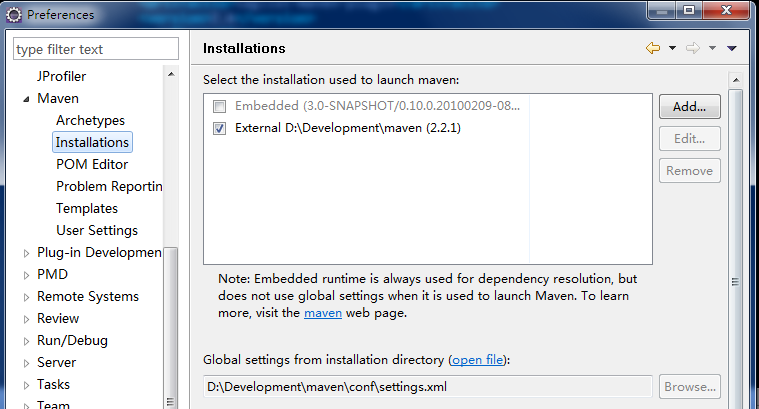 Preferences
type filter text
JProfiler
Maven
Archetypes
Installations
POM Editor
Problem Reportin
Templates
User Settings
Plug-in Developmen
PMD
Remote Systems
Review
Run/Debug
Server
Tasks
Team
Installations
Select the installation used to launch maven:
Embedded (3.0-SNAPSHOT/0.10.0.20100209-08...
External D:\Development\maven (2.2.1)
Add...
Edit...
Remove
Note: Embedded runtime is always used for dependency resolution, but
does not use global settings when it is used to launch Maven. To learn
more, visit the maven web page.
Global settings from installation directory (open file):
D:\Development\maven\conf\settings.xml
Browse...